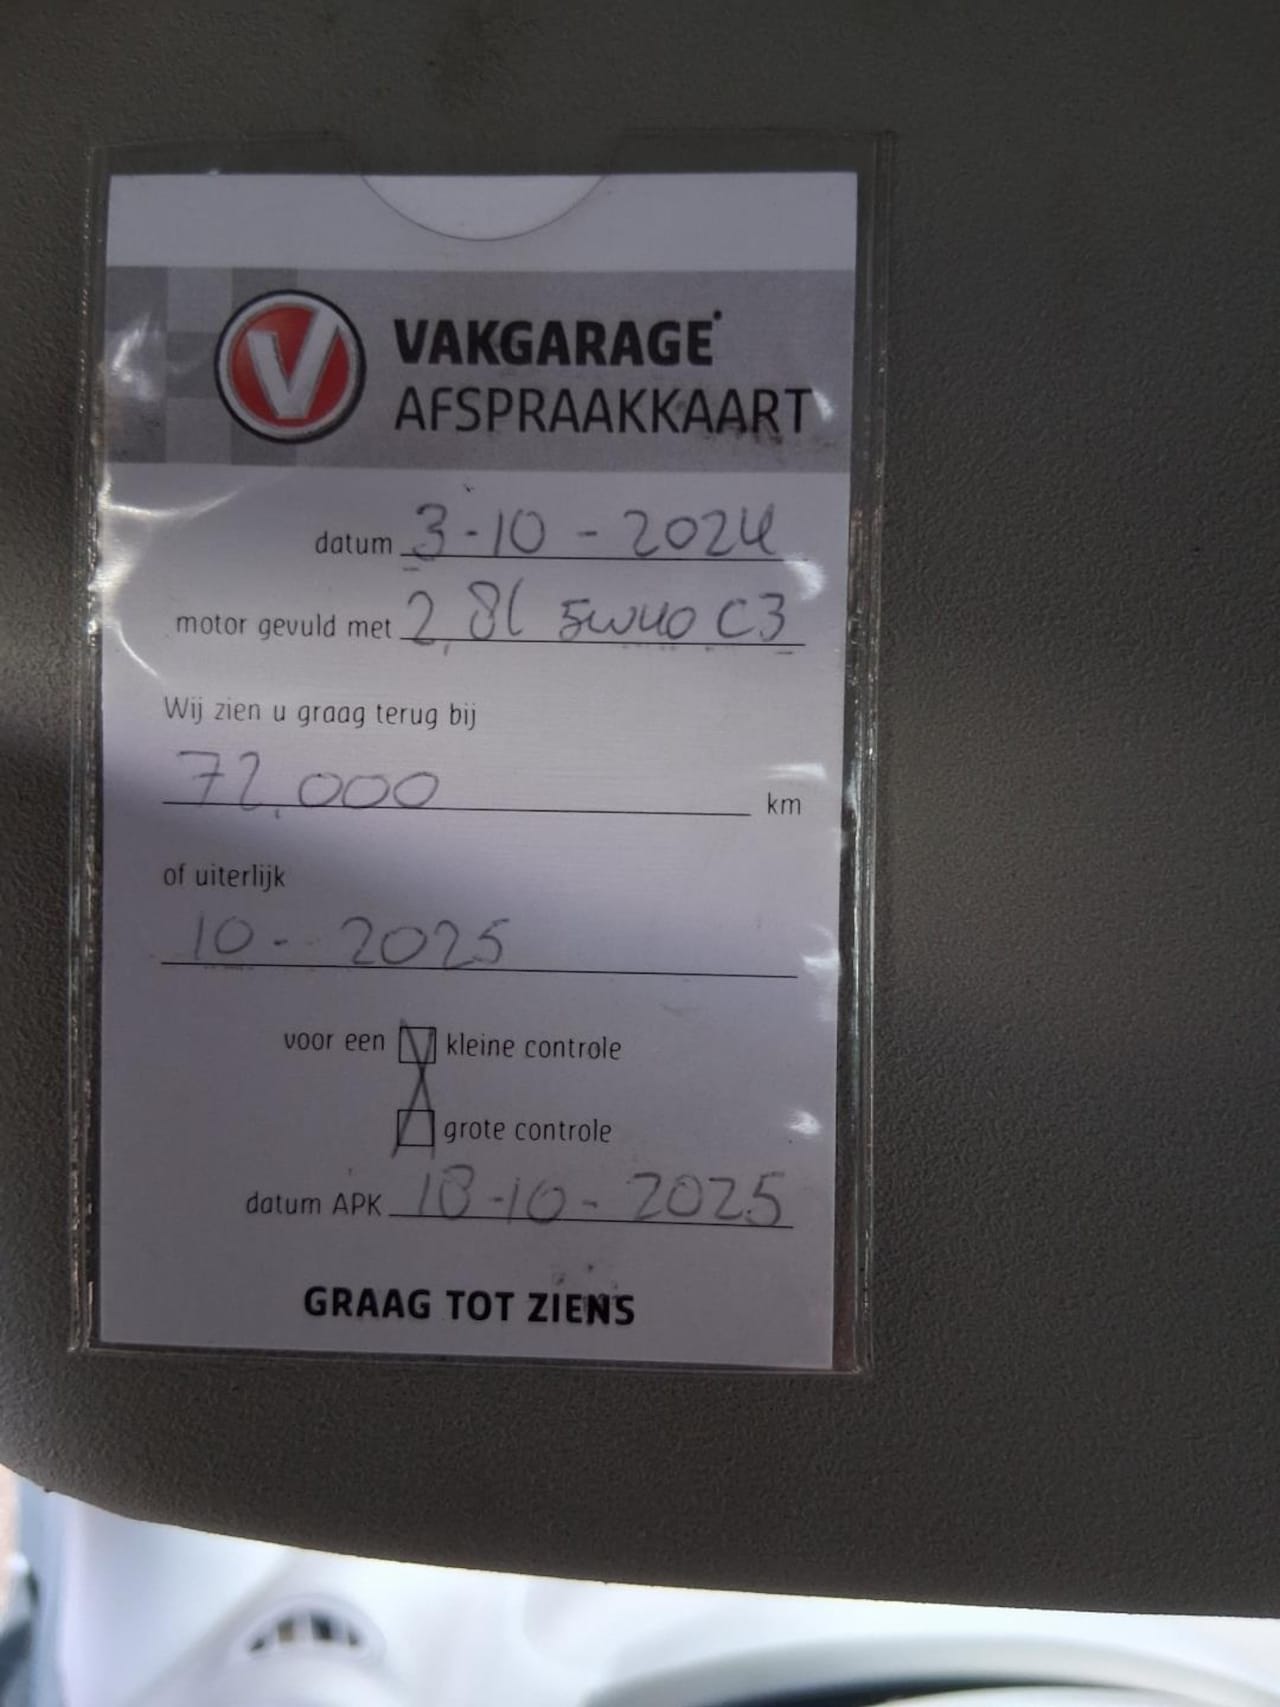 VAKGARAGE
AFSPRAAKKAART
datum 3-10-2024
motor gevuld met 2,8l 5w40 C3
Wij zien u graag terug bij
72.000 km
of uiterlijk
10-2025
voor een kleine controle
grote controle
datum APK 18-10-2025
GRAAG TOT ZIENS